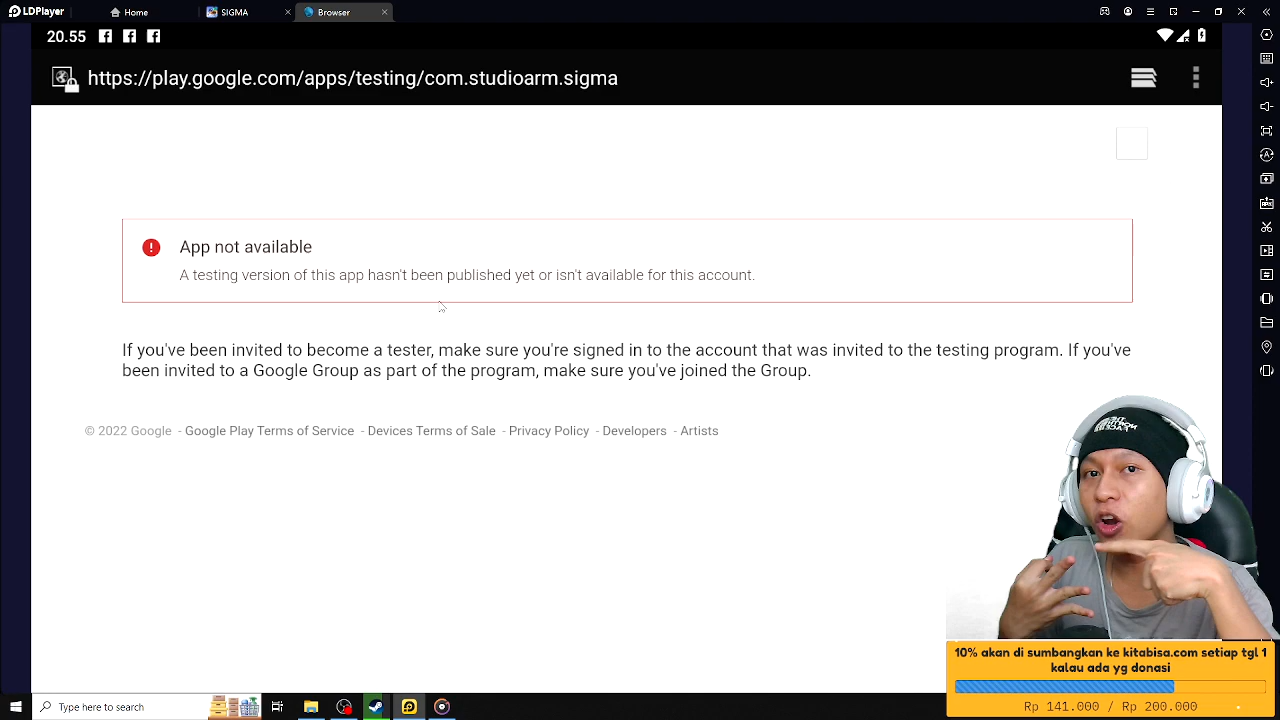 LDPlayer
Home
SIGMA
Browser
20.55
https://play.google.com/apps/testing/com.studioarm.sigma
App not available
A testing version of this app hasn't been published yet or isn't available for this account.
If you've been invited to become a tester, make sure you're signed in to the account that was invited to the testing program. If you've
been invited to a Google Group as part of the program, make sure you've joined the Group.
© 2022 Google - Google Play Terms of Service - Devices Terms of Sale - Privacy Policy - Developers - Artists
10% akan di sumbangkan ke kitabisa.com setiap tgl 1
kalau ada yg donasi
Rp 141.000 / Rp 200.000
Type here to search